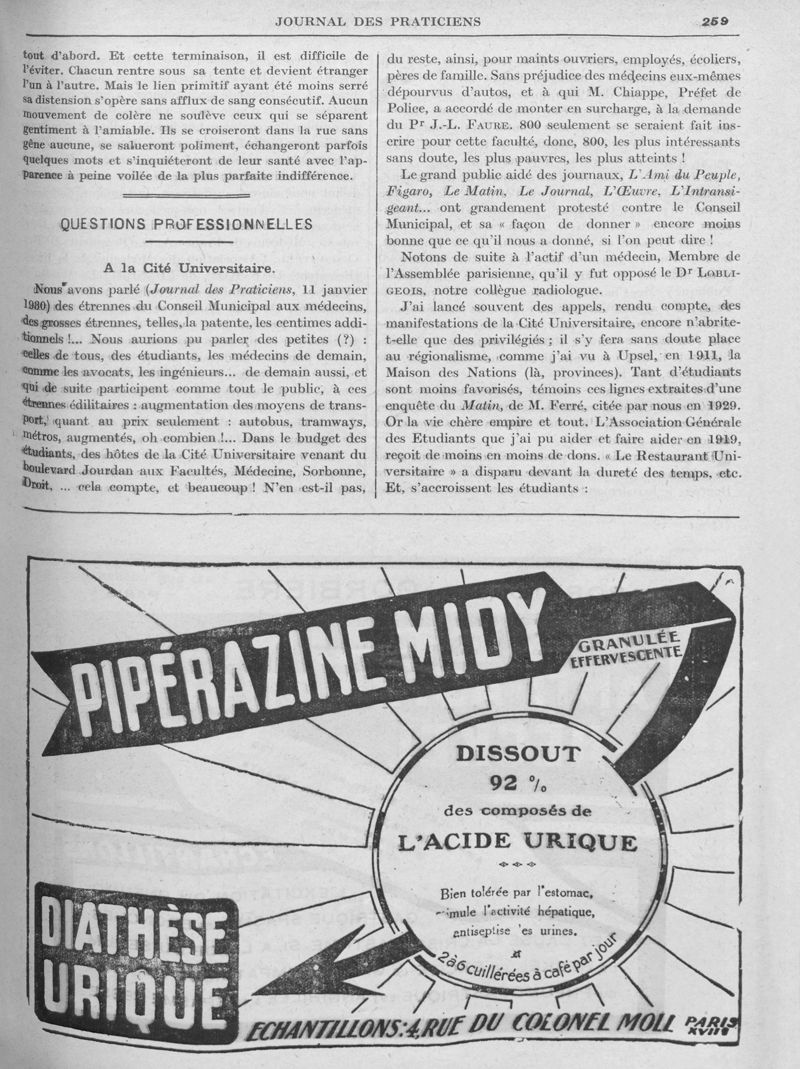 JOURNAL DES PRATICIENS 259
tout d'abord. Et cette terminaison, il est difficile de
l'éviter. Chacun rentre sous sa tente et devient étranger
l'un à l'autre. Mais le lien primitif ayant été moins serré
sa distension s'opère sans afflux de sang consécutif. Aucun
mouvement de colère ne soulève ceux qui se séparent
gentiment à l'amiable. Ils se croiseront dans la rue sans
gêne aucune, se salueront poliment, échangeront parfois
quelques mots et s'inquiéteront de leur santé avec l'ap-
parence à peine voilée de la plus parfaite indifférence.
QUESTIONS PROFESSIONNELLES
A la Cité Universitaire.
Nous avons parlé (Journal des Praticiens, 11 janvier
1980) des étrennes du Conseil Municipal aux médecins,
des grosses étrennes, telles, la patente, les centimes addi-
tionnels !... Nous aurions pu parler des petites (?) :
celles de tous, des étudiants, les médecins de demain,
comme les avocats, les ingénieurs... de demain aussi, et
qui de suite participent comme tout le public, à ces
étrennes édilitaires : augmentation des moyens de trans-
port, quant au prix seulement : autobus, tramways,
métros, augmentés, oh combien !... Dans le budget des
étudiants, des hôtes de la Cité Universitaire venant du
boulevard Jourdan aux Facultés, Médecine, Sorbonne,
Droit, ... cela compte, et beaucoup ! N'en est-il pas,
du reste, ainsi, pour maints ouvriers, employés, écoliers,
pères de famille. Sans préjudice des médecins eux-mêmes
dépourvus d'autos, et à qui M. Chiappe, Préfet de
Police, a accordé de monter en surcharge, à la demande
du Pr J.-L. FAURE. 800 seulement se seraient fait ins-
crire pour cette faculté, donc, 800, les plus intéressants
sans doute, les plus pauvres, les plus atteints !
Le grand public aidé des journaux, L'Ami du Peuple,
Figaro, Le Matin, Le Journal, L'Œuvre, L'Intransi-
geant... ont grandement protesté contre le Conseil
Municipal, et sa « façon de donner » encore moins
bonne que ce qu'il nous a donné, si l'on peut dire !
Notons de suite à l'actif d'un médecin, Membre de
l'Assemblée parisienne, qu'il y fut opposé le Dr LOBLI-
GEOIS, notre collègue radiologue.
J'ai lancé souvent des appels, rendu compte, des
manifestations de la Cité Universitaire, encore n'abrite-
t-elle que des privilégiés ; il s'y fera sans doute place
au régionalisme, comme j'ai vu à Upsel, en 1911, la
Maison des Nations (là, provinces). Tant d'étudiants
sont moins favorisés, témoins ces lignes extraites d'une
enquête du Matin, de M. Ferré, citée par nous en 1929.
Or la vie chère empire et tout. L'Association Générale
des Etudiants que j'ai pu aider et faire aider en 1919,
reçoit de moins en moins de dons. « Le Restaurant Uni-
versitaire » a disparu devant la dureté des temps, etc.
Et, s'accroissent les étudiants :
PIPÉRAZINE MIDY
GRANULÉE
EFFERVESCENTE
DISSOUT
92 %
des composés de
L'ACIDE URIQUE
Bien tolérée par l'estomac,
l'activité hépatique,
antiseptise urines.
2 à 6 cuillérées à café par jour
DIATHÈSE
URIQUE
ECHANTILLONS: 4, RUE DU COLONEL MOLL PARIS
XVIIe